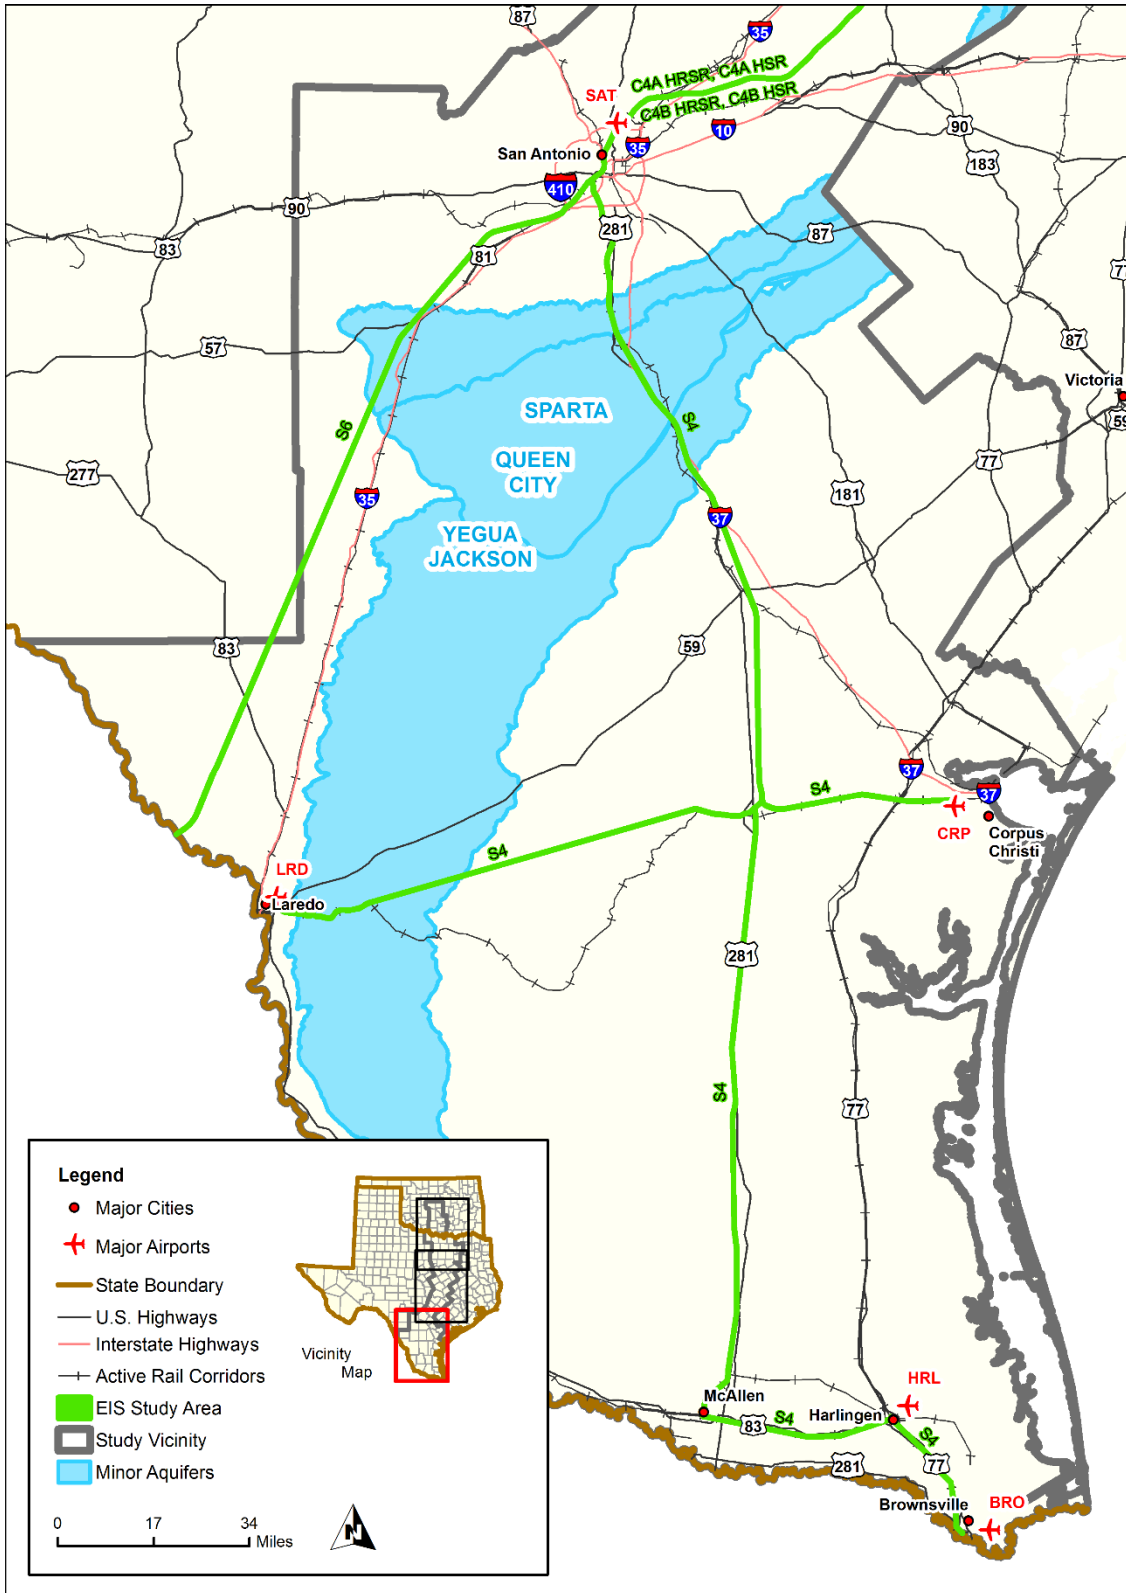 87
35
C4A HRSR, C4A HSR
C4B HRSR, C4B HSR
SAT
10
35
90
183
San Antonio
410
90
83
281
87
81
77
57
87
Victoria
59
SPARTA
S4
S6
QUEEN
CITY
277
77
35
181
37
YEGUA
JACKSON
83
59
37
S4
37
CRP
Corpus
Christi
S4
LRD
Laredo
281
S4
77
McAllen
HRL
S4
83
Harlingen
S4
77
281
Brownsville
BRO
Legend
Major Cities
Major Airports
State Boundary
U.S. Highways
Interstate Highways
Active Rail Corridors
EIS Study Area
Study Vicinity
Minor Aquifers
Vicinity
Map
0 17 34
Miles
N